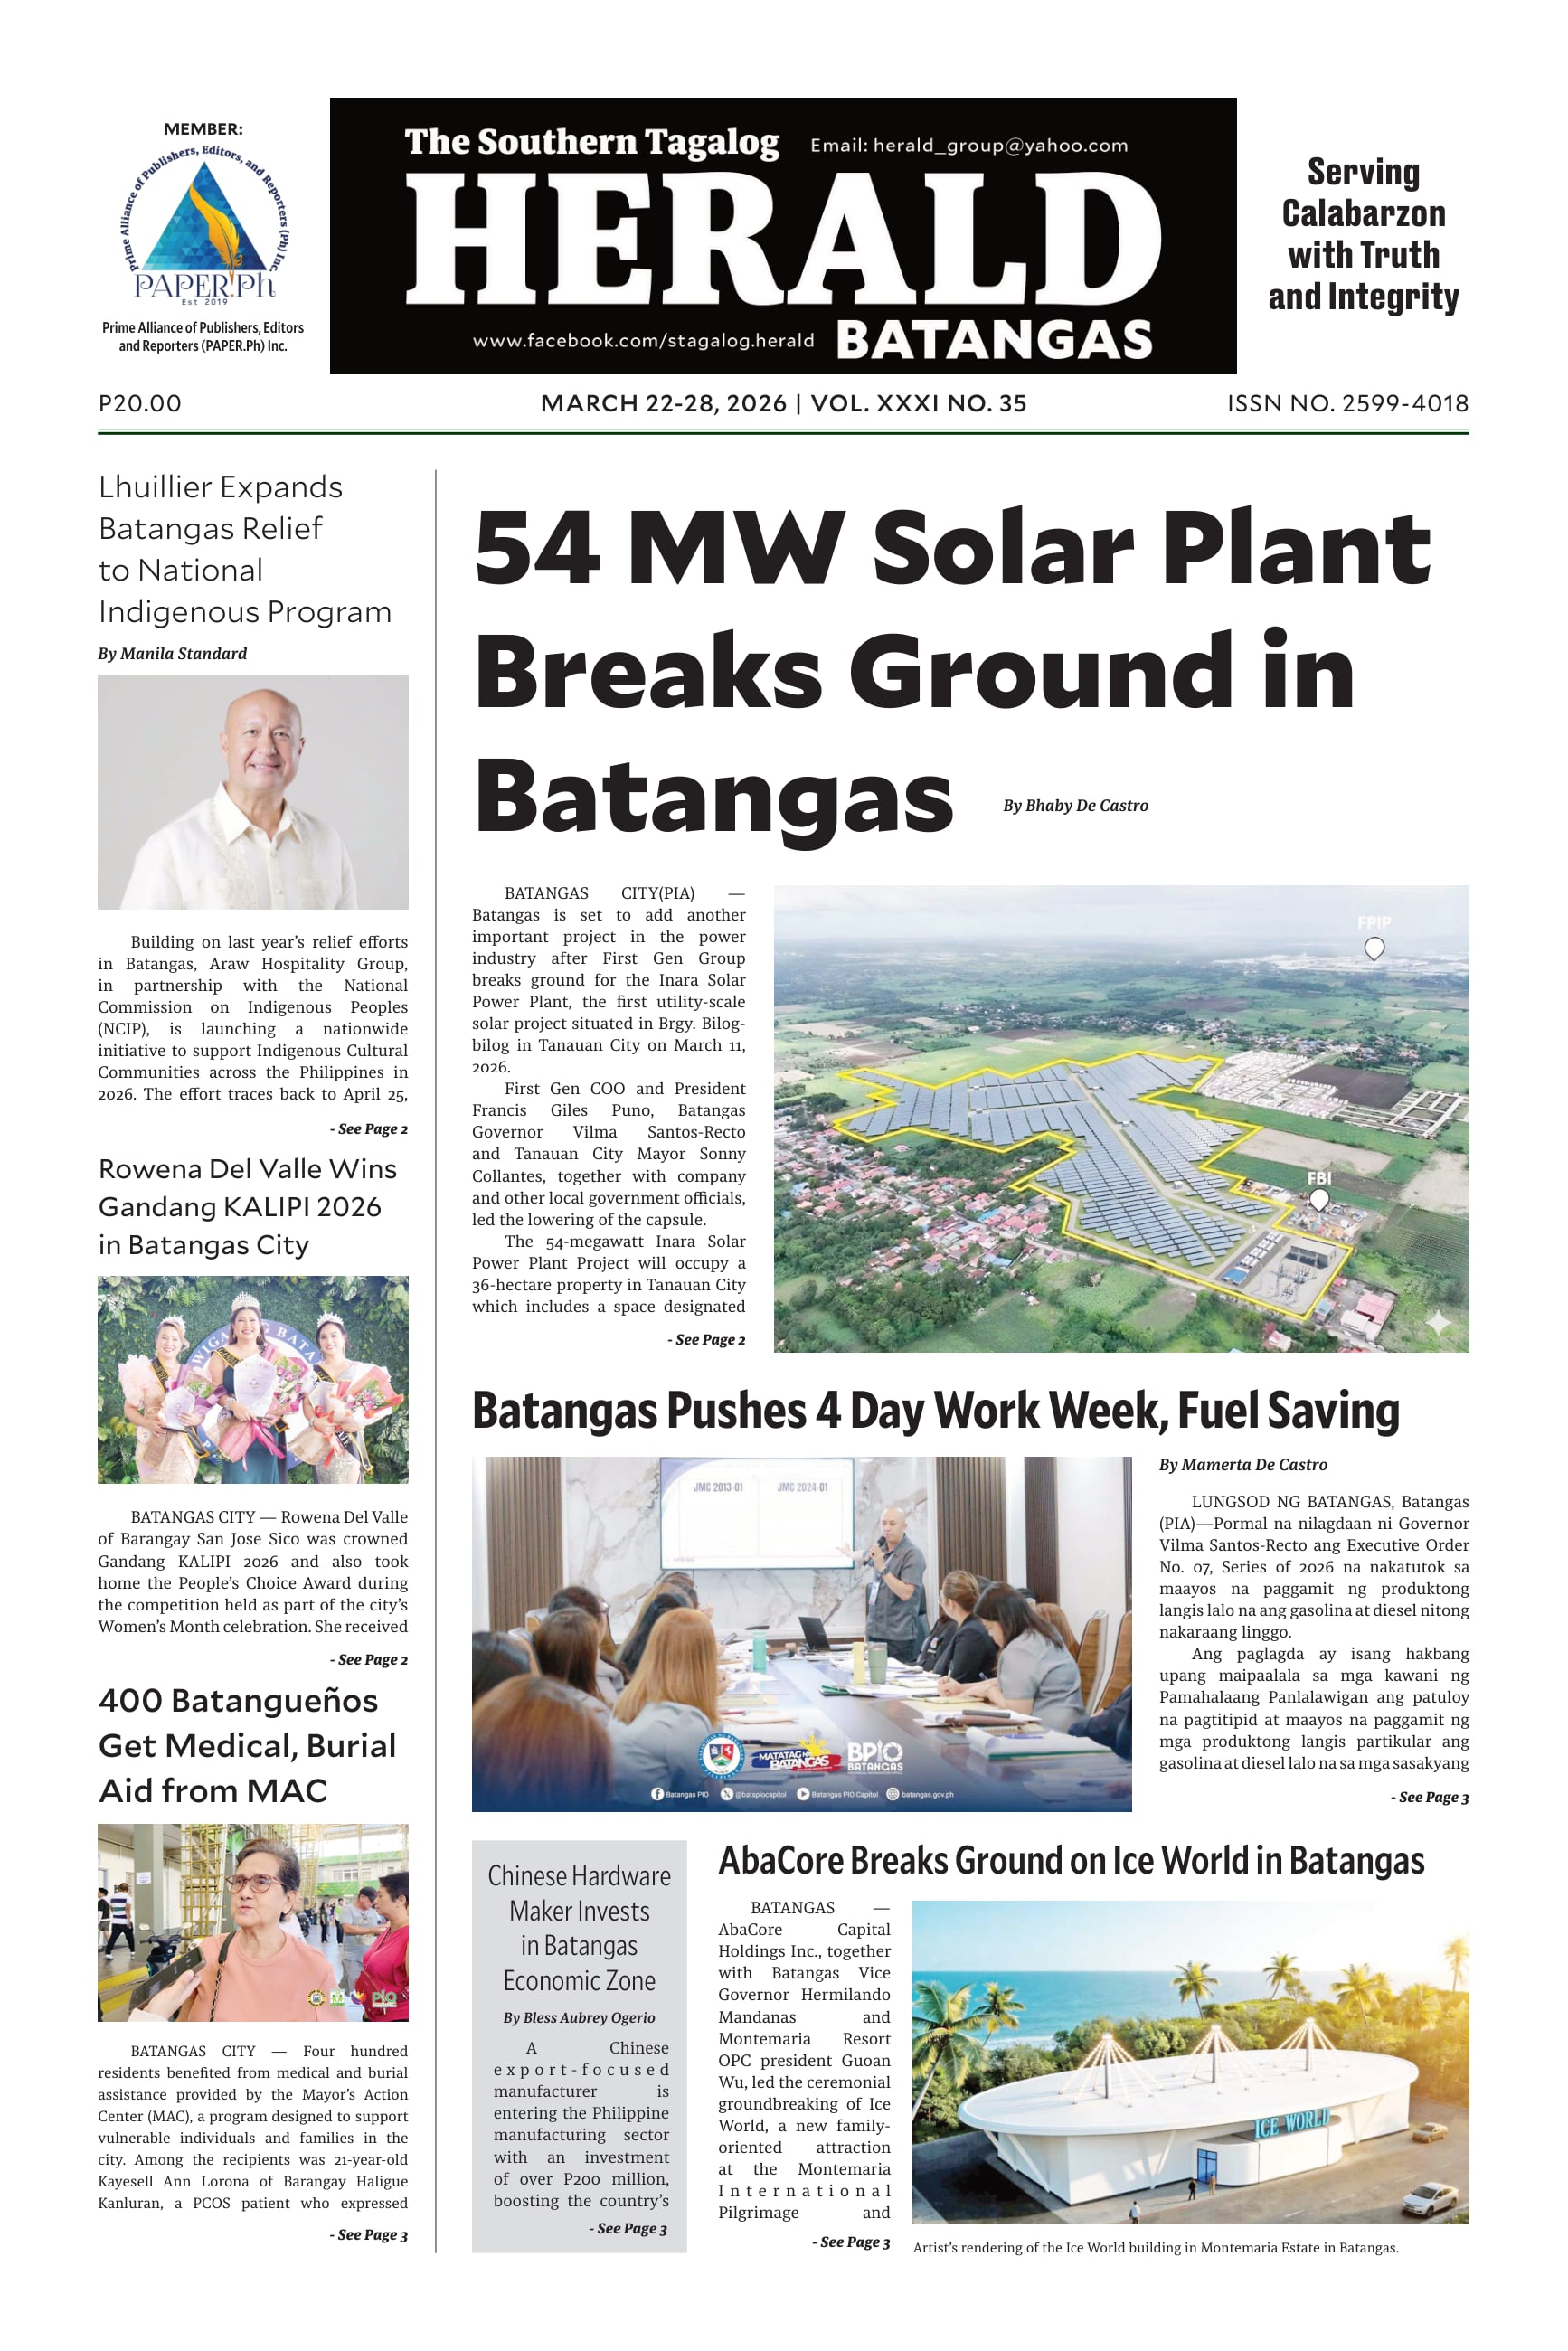 MEMBER:
Prime Alliance of Publishers, Editors, and Reporters (Ph) Inc.
PAPER.Ph
Est 2019
Prime Alliance of Publishers, Editors
and Reporters (PAPER.Ph) Inc.
The Southern Tagalog
Email: herald_group@yahoo.com
HERALD
www.facebook.com/stagalog.herald
BATANGAS
Serving
Calabarzon
with Truth
and Integrity
P20.00
MARCH 22-28, 2026 | VOL. XXXI NO. 35
ISSN NO. 2599-4018
Lhuillier Expands
Batangas Relief
to National
Indigenous Program
By Manila Standard
Building on last year’s relief efforts
in Batangas, Araw Hospitality Group,
in partnership with the National
Commission on Indigenous Peoples
(NCIP), is launching a nationwide
initiative to support Indigenous Cultural
Communities across the Philippines in
2026. The effort traces back to April 25,
- See Page 2
Rowena Del Valle Wins
Gandang KALIPI 2026
in Batangas City
BATANGAS CITY — Rowena Del Valle
of Barangay San Jose Sico was crowned
Gandang KALIPI 2026 and also took
home the People’s Choice Award during
the competition held as part of the city’s
Women’s Month celebration. She received
- See Page 2
400 Batangueños
Get Medical, Burial
Aid from MAC
PIO
BATANGAS CITY — Four hundred
residents benefited from medical and burial
assistance provided by the Mayor’s Action
Center (MAC), a program designed to support
vulnerable individuals and families in the
city. Among the recipients was 21-year-old
Kayesell Ann Lorona of Barangay Haligue
Kanluran, a PCOS patient who expressed
- See Page 3
54 MW Solar Plant
Breaks Ground in
Batangas
By Bhaby De Castro
BATANGAS CITY(PIA) —
Batangas is set to add another
important project in the power
industry after First Gen Group
breaks ground for the Inara Solar
Power Plant, the first utility-scale
solar project situated in Brgy. Bilog-
bilog in Tanauan City on March 11,
2026.
First Gen COO and President
Francis Giles Puno, Batangas
Governor Vilma Santos-Recto
and Tanauan City Mayor Sonny
Collantes, together with company
and other local government officials,
led the lowering of the capsule.
The 54-megawatt Inara Solar
Power Plant Project will occupy a
36-hectare property in Tanauan City
which includes a space designated
- See Page 2
FPIP
FBI
Batangas Pushes 4 Day Work Week, Fuel Saving
JMC 2013-01
JMC 2024-01
MATATAG NA
BATANGAS
BPIO
BATANGAS
Batangas PIO
@batspiocapitol
Batangas PIO Capitol
batangas.gov.ph
By Mamerta De Castro
LUNGSOD NG BATANGAS, Batangas
(PIA)—Pormal na nilagdaan ni Governor
Vilma Santos-Recto ang Executive Order
No. 07, Series of 2026 na nakatutok sa
maayos na paggamit ng produktong
langis lalo na ang gasolina at diesel nitong
nakaraang linggo.
Ang paglagda ay isang hakbang
upang maipaalala sa mga kawani ng
Pamahalaang Panlalawigan ang patuloy
na pagtitipid at maayos na paggamit ng
mga produktong langis partikular ang
gasolina at diesel lalo na sa mga sasakyang
- See Page 3
Chinese Hardware
Maker Invests
in Batangas
Economic Zone
By Bless Aubrey Ogerio
A Chinese
export-focused
manufacturer is
entering the Philippine
manufacturing sector
with an investment
of over P200 million,
boosting the country’s
- See Page 3
AbaCore Breaks Ground on Ice World in Batangas
BATANGAS —
AbaCore Capital
Holdings Inc., together
with Batangas Vice
Governor Hermilando
Mandanas and
Montemaria Resort
OPC president Guoan
Wu, led the ceremonial
groundbreaking of Ice
World, a new family-
oriented attraction
at the Montemaria
International
Pilgrimage and
- See Page 3
ICE WORLD
Artist’s rendering of the Ice World building in Montemaria Estate in Batangas.